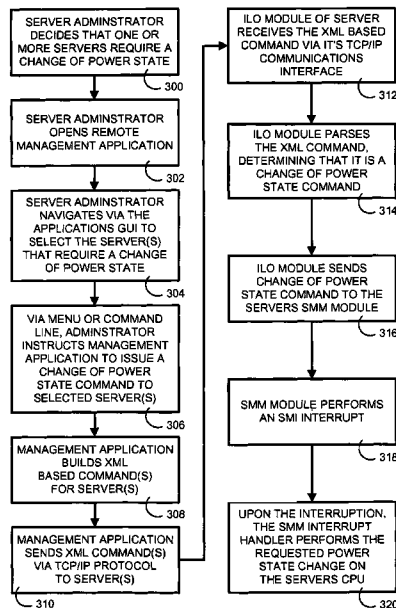 SERVER ADMINSTRATOR
DECIDES THAT ONE OR
MORE SERVERS REQUIRE A
CHANGE OF POWER STATE
300
SERVER ADMINSTRATOR
OPENS REMOTE
MANAGEMENT APPLICATION
302
SERVER ADMINSTRATOR
NAVIGATES VIA THE
APPLICATIONS GUI TO
SELECT THE SERVER(S)
THAT REQUIRE A CHANGE
OF POWER STATE
304
VIA MENU OR COMMAND
LINE, ADMINSTRATOR
INSTRUCTS MANAGEMENT
APPLICATION TO ISSUE A
CHANGE OF POWER
STATE COMMAND TO
SELECTED SERVER(S)
306
MANAGEMENT APPLICATION
BUILDS XML
BASED COMMAND(S)
FOR SERVER(S)
308
MANAGEMENT APPLICATION
SENDS XML COMMAND(S)
VIA TCP/IP PROTOCOL
TO SERVER(S)
310
ILO MODULE OF SERVER
RECEIVES THE XML BASED
COMMAND VIA IT'S TCP/IP
COMMUNICATIONS
INTERFACE
312
ILO MODULE PARSES
THE XML COMMAND,
DETERMINING THAT IT IS A
CHANGE OF POWER
STATE COMMAND
314
ILO MODULE SENDS
CHANGE OF POWER
STATE COMMAND TO THE
SERVERS SMM MODULE
316
SMM MODULE PERFORMS
AN SMI INTERRUPT
318
UPON THE INTERRUPTION,
THE SMM INTERRUPT
HANDLER PERFORMS THE
REQUESTED POWER
STATE CHANGE ON
THE SERVERS CPU
320